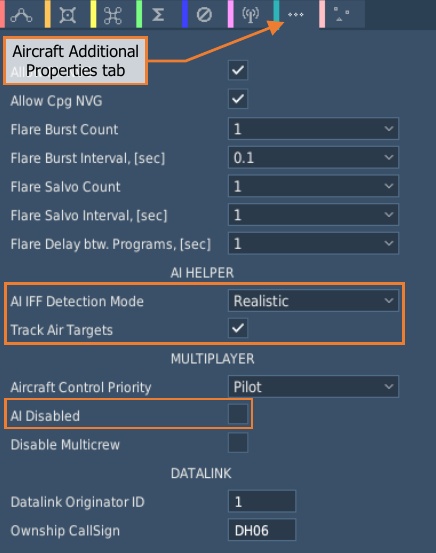 Aircraft Additional
Properties tab
Allow Cpg NVG
Flare Burst Count 1
Flare Burst Interval, [sec] 0.1
Flare Salvo Count 1
Flare Salvo Interval, [sec] 1
Flare Delay btw. Programs, [sec] 1
AI HELPER
AI IFF Detection Mode Realistic
Track Air Targets
MULTIPLAYER
Aircraft Control Priority Pilot
AI Disabled
Disable Multicrew
DATALINK
Datalink Originator ID 1
Ownship CallSign DH06